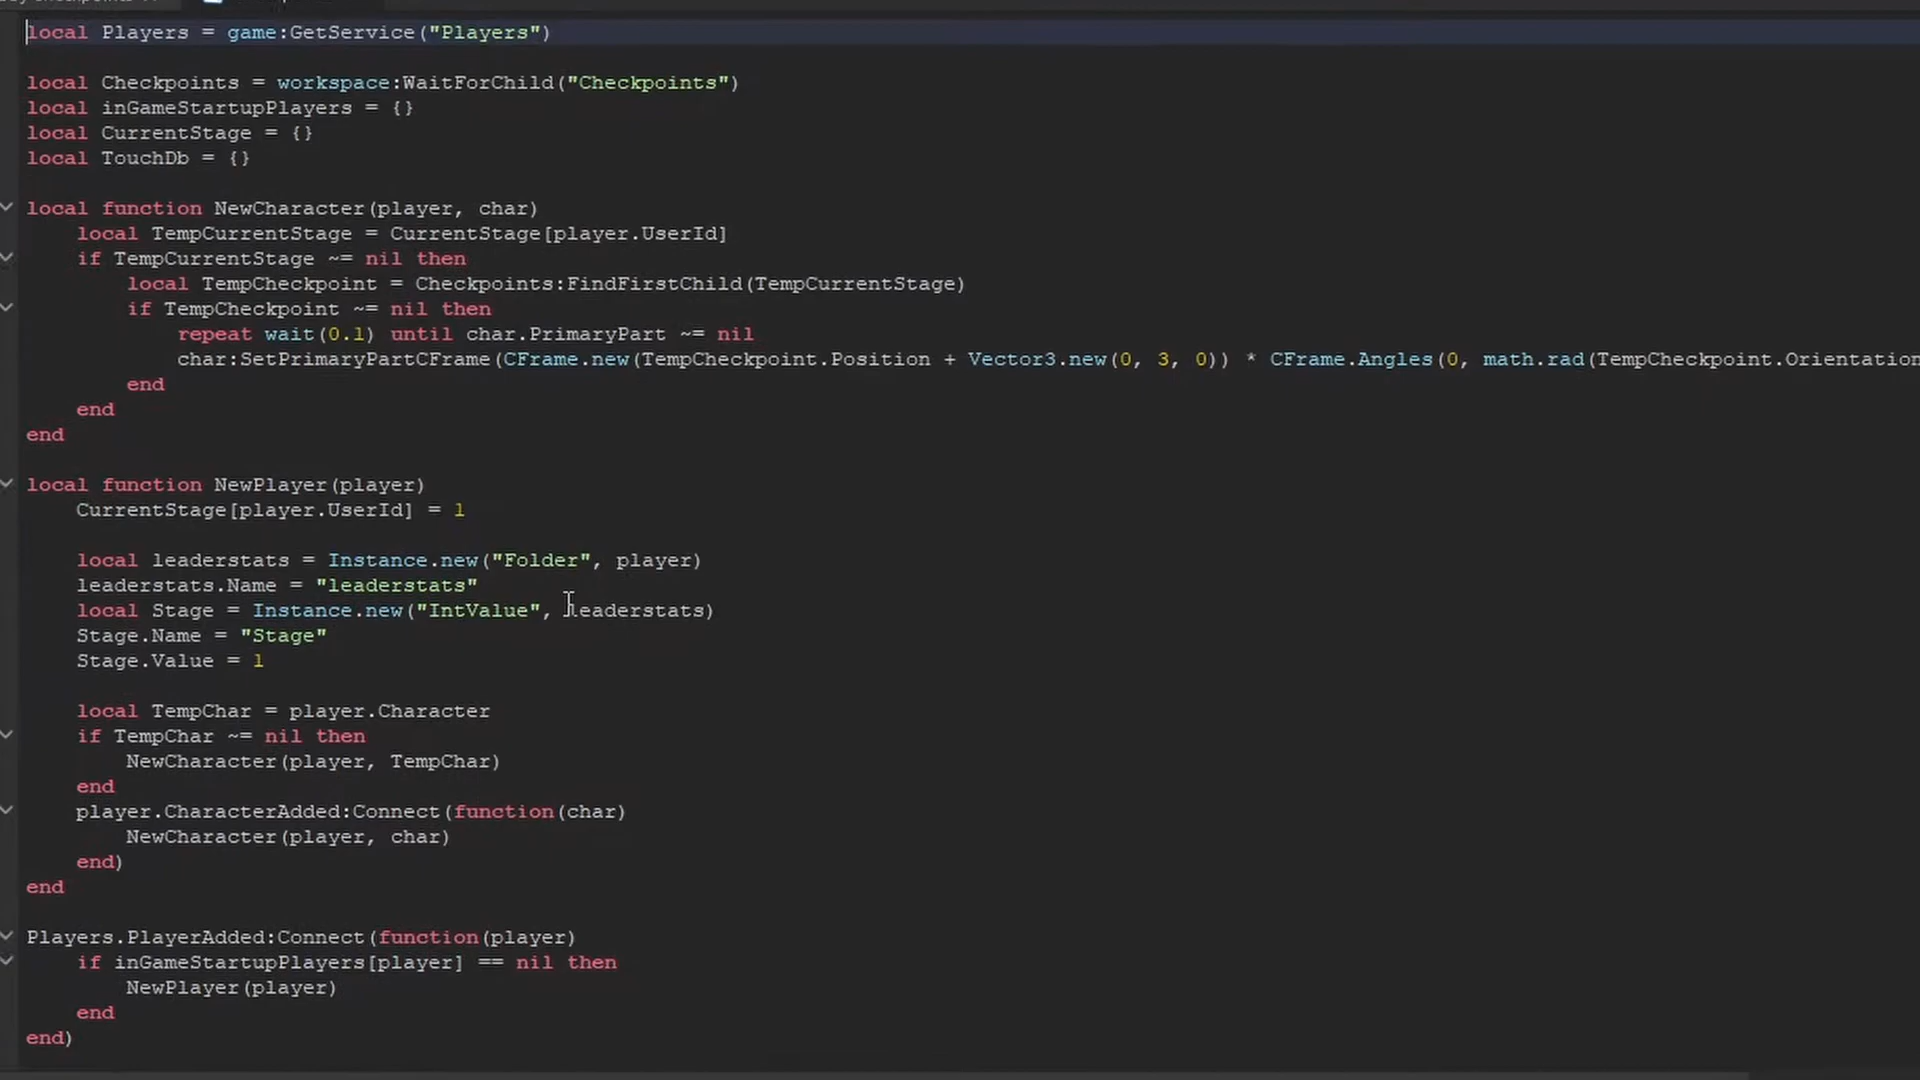 local Players = game:GetService("Players")
local Checkpoints = workspace:WaitForChild("Checkpoints")
local inGameStartupPlayers = {}
local CurrentStage = {}
local TouchDb = {}
local function NewCharacter(player, char)
local TempCurrentStage = CurrentStage[player.UserId]
if TempCurrentStage ~= nil then
local TempCheckpoint = Checkpoints:FindFirstChild(TempCurrentStage)
if TempCheckpoint ~= nil then
repeat wait(0.1) until char.PrimaryPart ~= nil
char:SetPrimaryPartCFrame(CFrame.new(TempCheckpoint.Position + Vector3.new(0, 3, 0)) * CFrame.Angles(0, math.rad(TempCheckpoint.Orientation
end
end
end
local function NewPlayer(player)
CurrentStage[player.UserId] = 1
local leaderstats = Instance.new("Folder", player)
leaderstats.Name = "leaderstats"
local Stage = Instance.new("IntValue", leaderstats)
Stage.Name = "Stage"
Stage.Value = 1
local TempChar = player.Character
if TempChar ~= nil then
NewCharacter(player, TempChar)
end
player.CharacterAdded:Connect(function(char)
NewCharacter(player, char)
end)
end
Players.PlayerAdded:Connect(function(player)
if inGameStartupPlayers[player] == nil then
NewPlayer(player)
end
end)